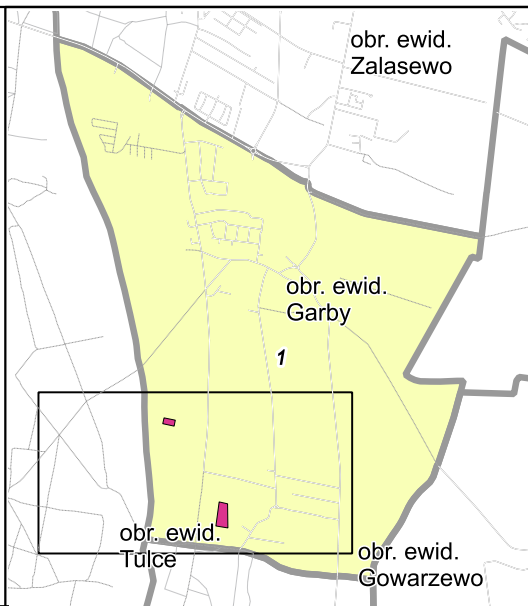 obr. ewid.
Zalasewo
obr. ewid.
Garby
1
obr. ewid.
Tulce
obr. ewid.
Gowarzewo